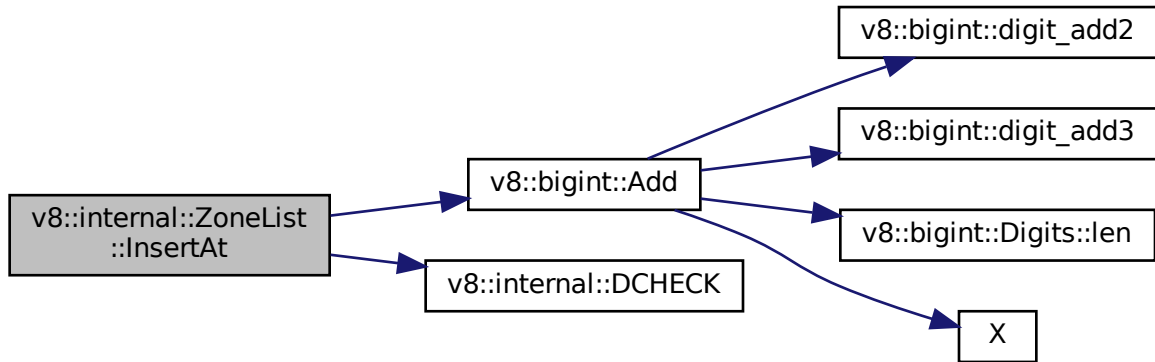 v8::internal::ZoneList
::InsertAt
v8::bigint::Add
v8::internal::DCHECK
v8::bigint::digit_add2
v8::bigint::digit_add3
v8::bigint::Digits::len
X